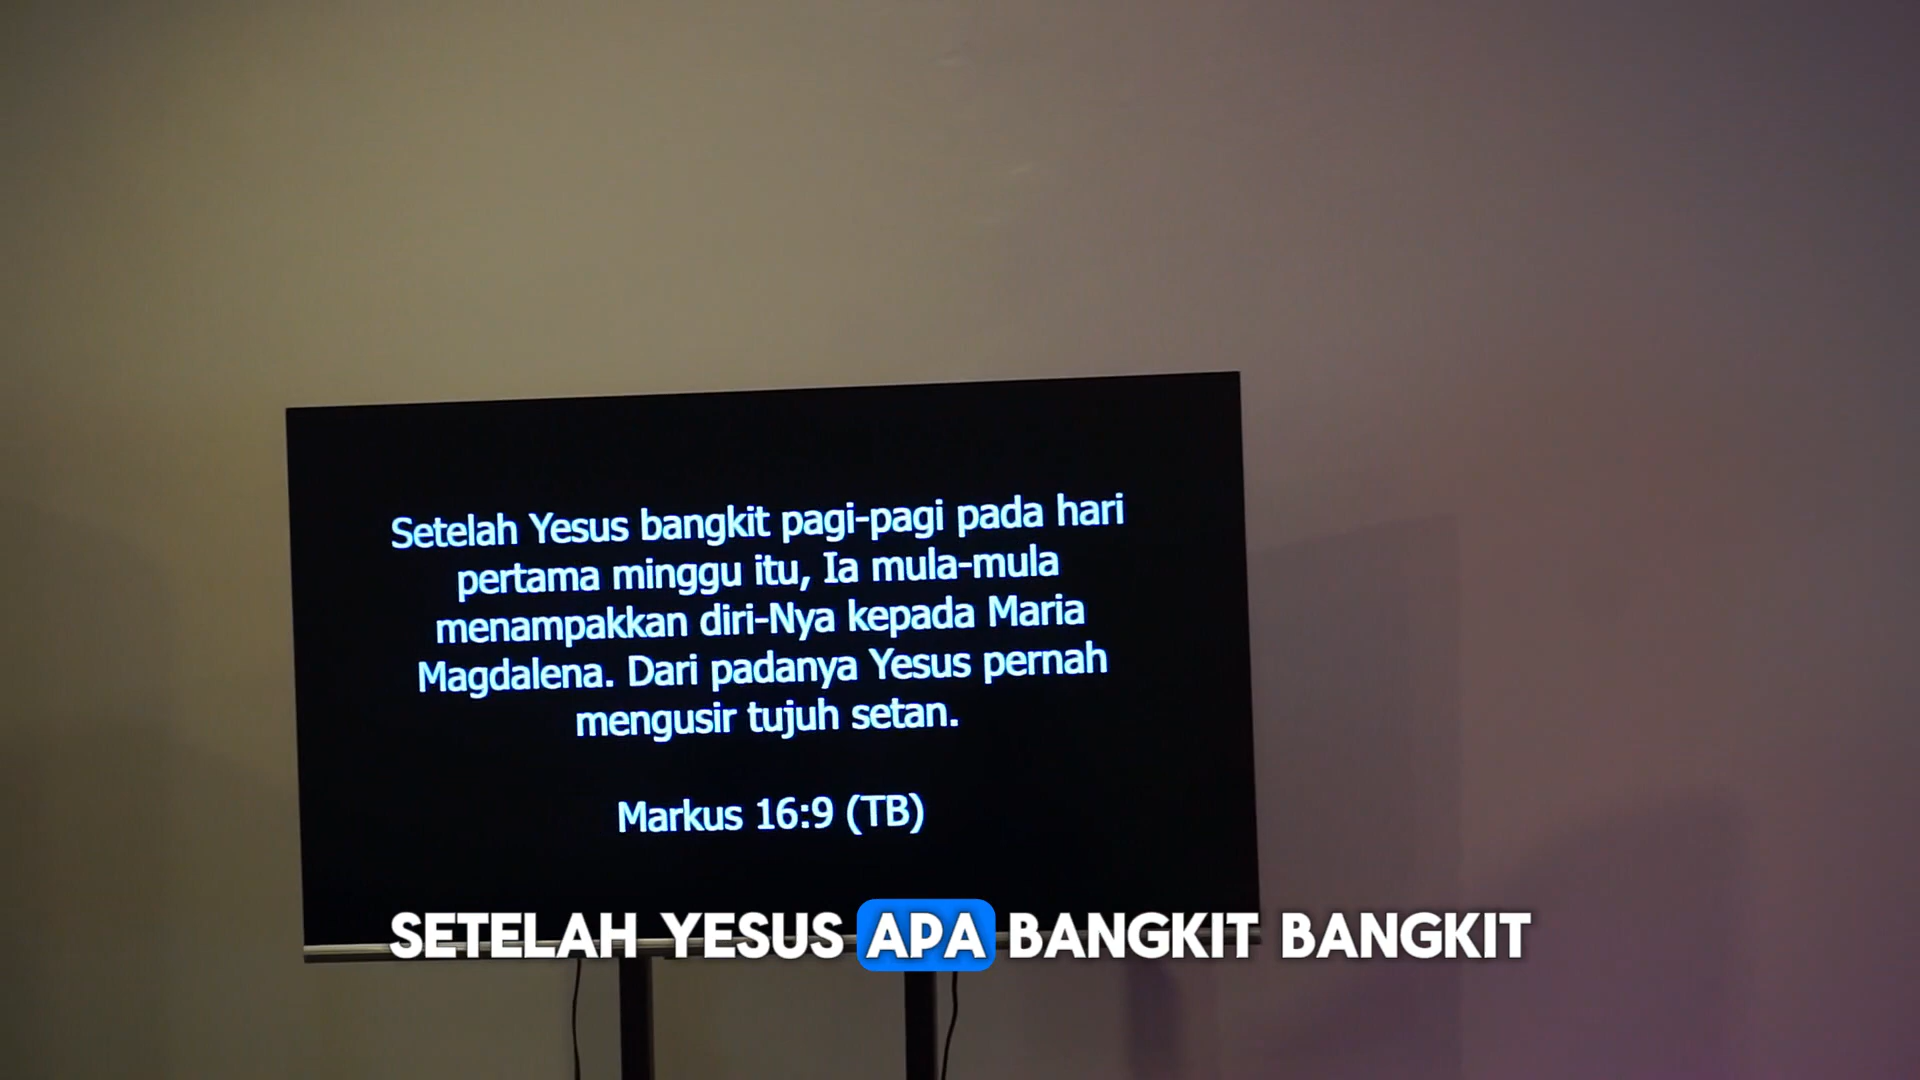 Setelah Yesus bangkit pagi-pagi pada hari
pertama minggu itu, Ia mula-mula
menampakkan diri-Nya kepada Maria
Magdalena. Dari padanya Yesus pernah
mengusir tujuh setan.
Markus 16:9 (TB)
SETELAH YESUS APA BANGKIT BANGKIT